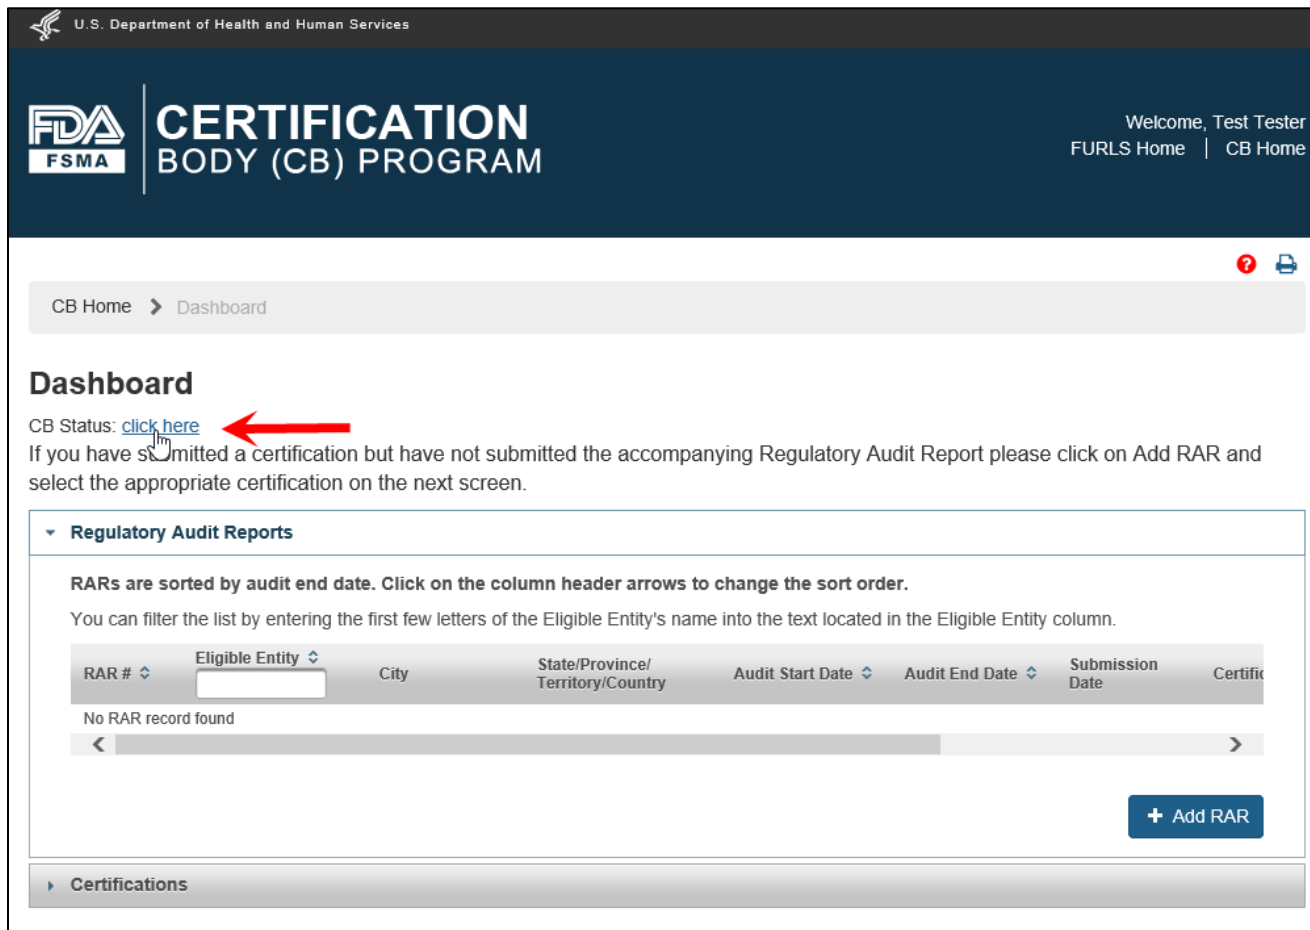 U.S. Department of Health and Human Services
FDA
FSMA
CERTIFICATION
BODY (CB) PROGRAM
Welcome, Test Tester
FURLS Home | CB Home
?
CB Home > Dashboard
Dashboard
CB Status: click here
If you have submitted a certification but have not submitted the accompanying Regulatory Audit Report please click on Add RAR and
select the appropriate certification on the next screen.
Regulatory Audit Reports
RARs are sorted by audit end date. Click on the column header arrows to change the sort order.
You can filter the list by entering the first few letters of the Eligible Entity's name into the text located in the Eligible Entity column.
RAR # Eligible Entity City State/Province/ Territory/Country Audit Start Date Audit End Date Submission Date Certific
No RAR record found
+ Add RAR
Certifications